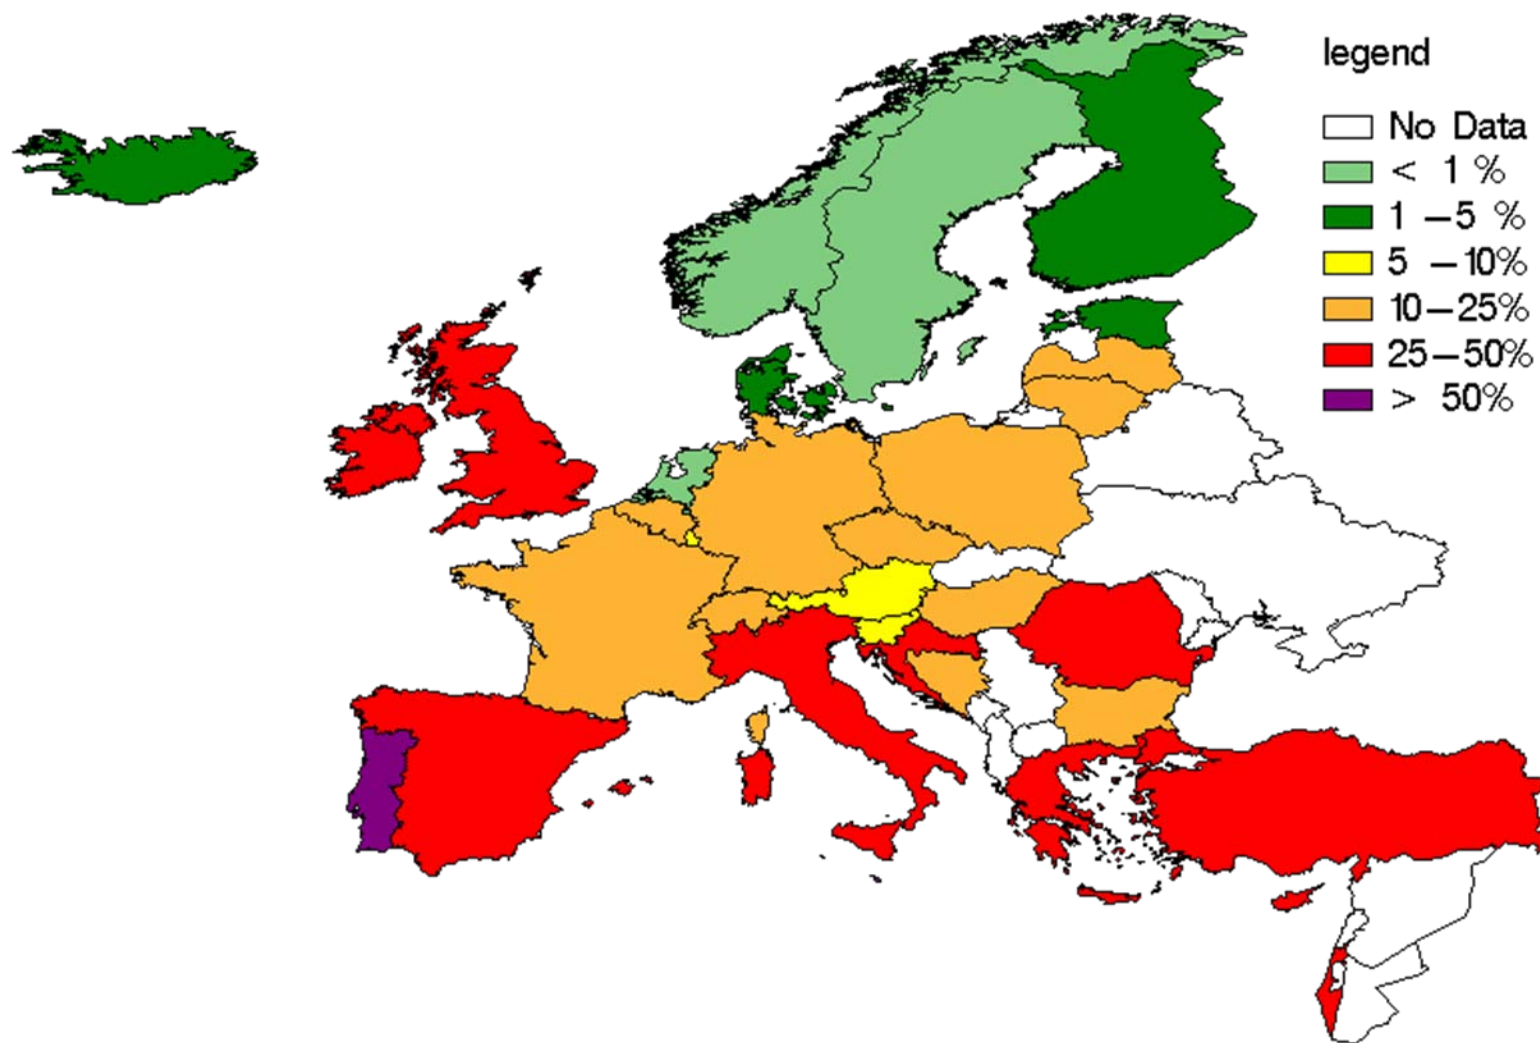 legend
No Data
< 1 %
1 –5 %
5 –10%
10–25%
25–50%
> 50%